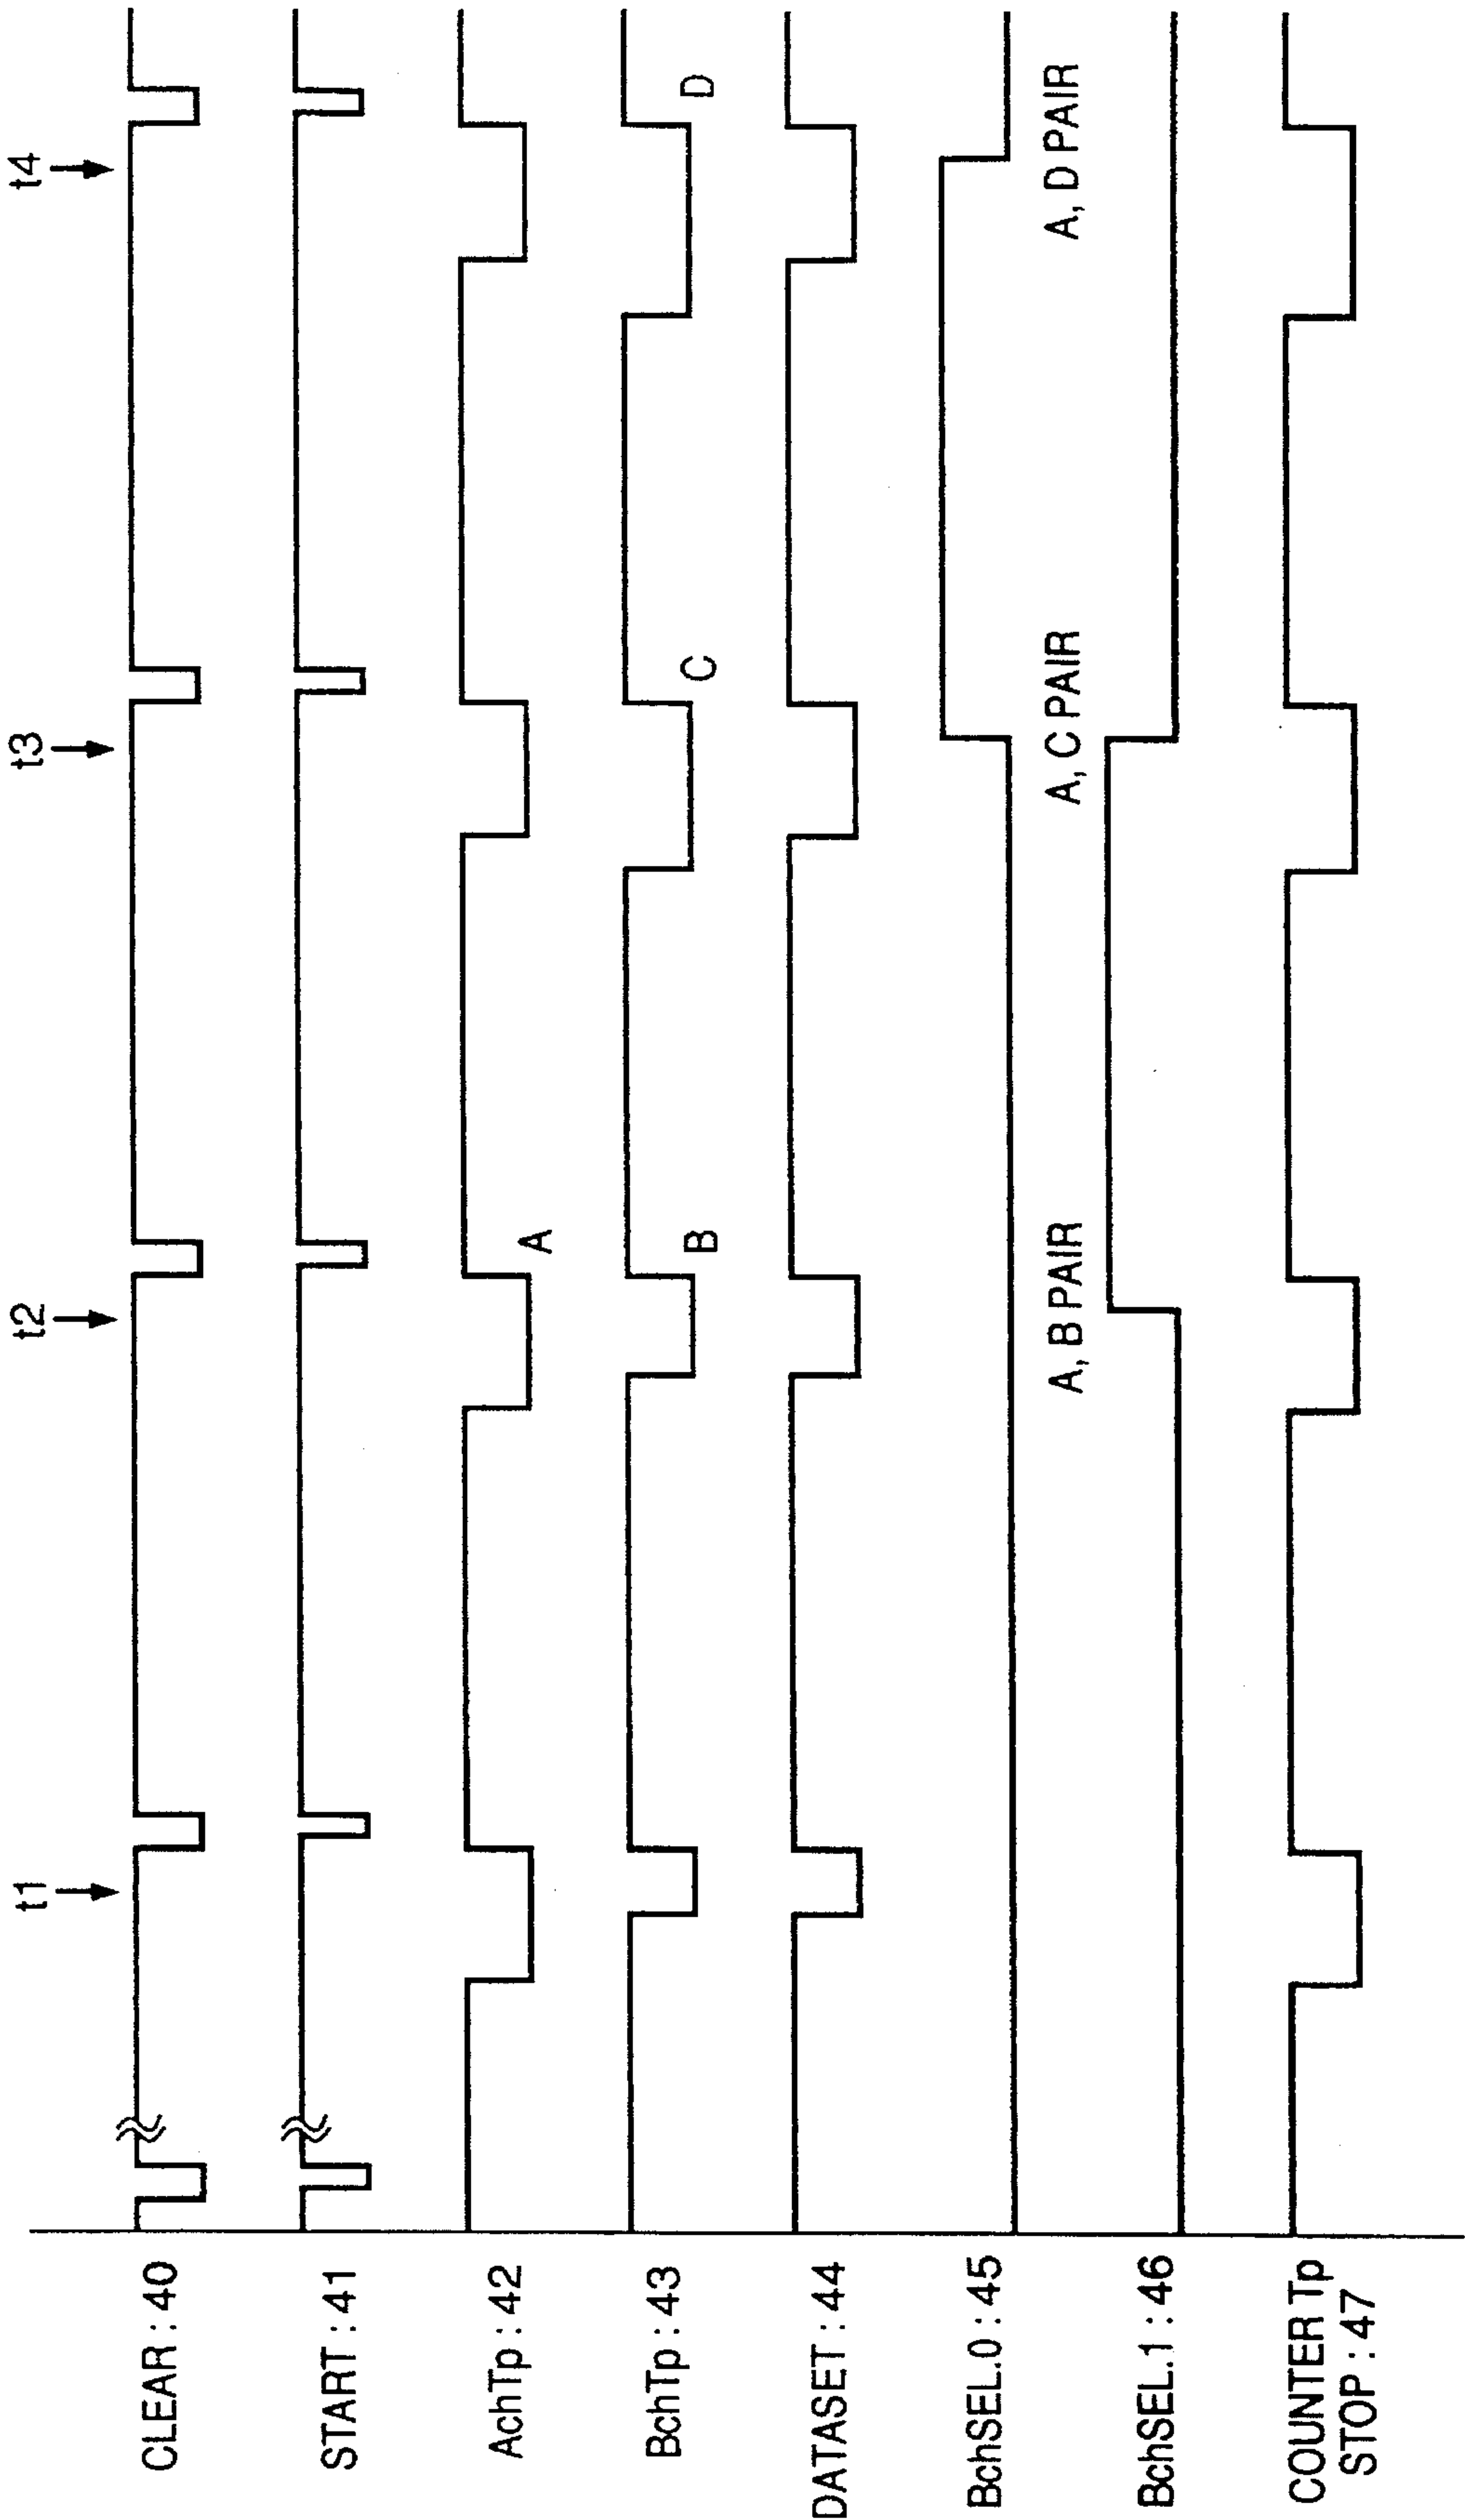 t1
t2
t3
t4
CLEAR : 40
START : 41
AchTp : 42
A
BchTp : 43
B
C
D
DATASET : 44
BchSEL.0 : 45
A, B PAIR
A, C PAIR
A, D PAIR
BchSEL.1 : 46
COUNTER Tp
STOP : 47